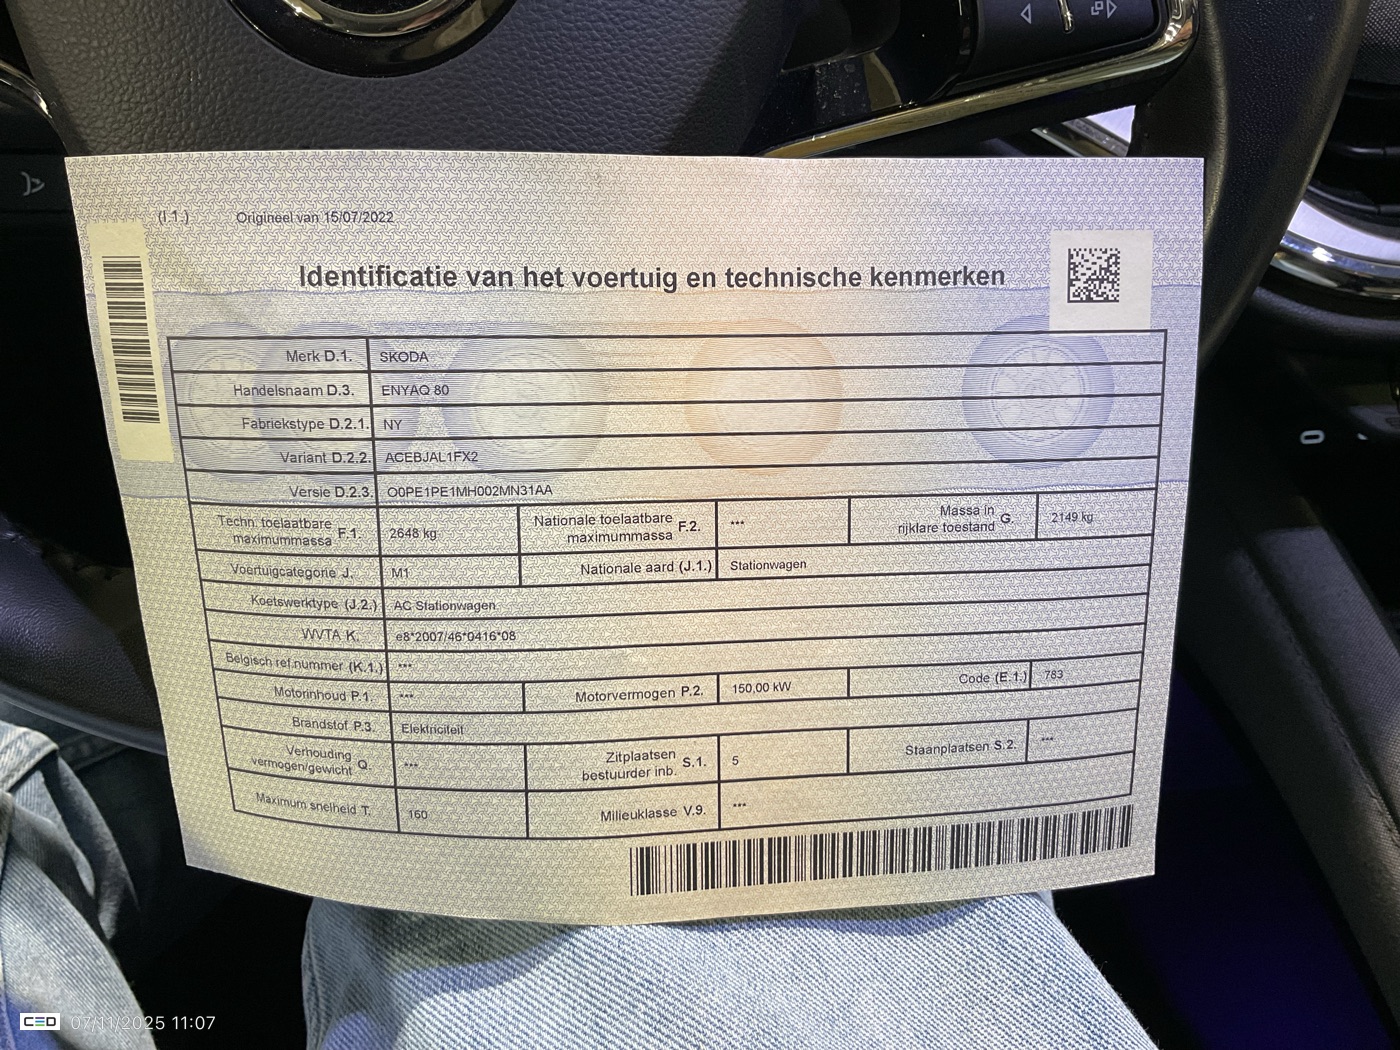 (I.1.) Origineel van 15/07/2022
Identificatie van het voertuig en technische kenmerken
Merk D.1. SKODA
Handelsnaam D.3. ENYAQ 80
Fabriekstype D.2.1. NY
Variant D.2.2. ACEBJAL1FX2
Versie D.2.3. O0PE1PE1MH002MN31AA
Techn. toelaatbare maximummassa F.1. 2648 kg Nationale toelaatbare maximummassa F.2. *** Massa in rijklare toestand G. 2149 kg
Voertuigcategorie J. M1 Nationale aard (J.1.) Stationwagen
Koetswerktype (J.2.) AC Stationwagen
WVTA K. e8*2007/46*0416*08
Belgisch ref.nummer (K.1.) ***
Motorinhoud P.1. *** Motorvermogen P.2. 150,00 kW Code (E.1.) 783
Brandstof P.3. Elektriciteit
Verhouding vermogen/gewicht Q. *** Zitplaatsen bestuurder inb. S.1. 5 Staanplaatsen S.2. ***
Maximum snelheid T. 160 Milieuklasse V.9. ***
CED 07/11/2025 11:07